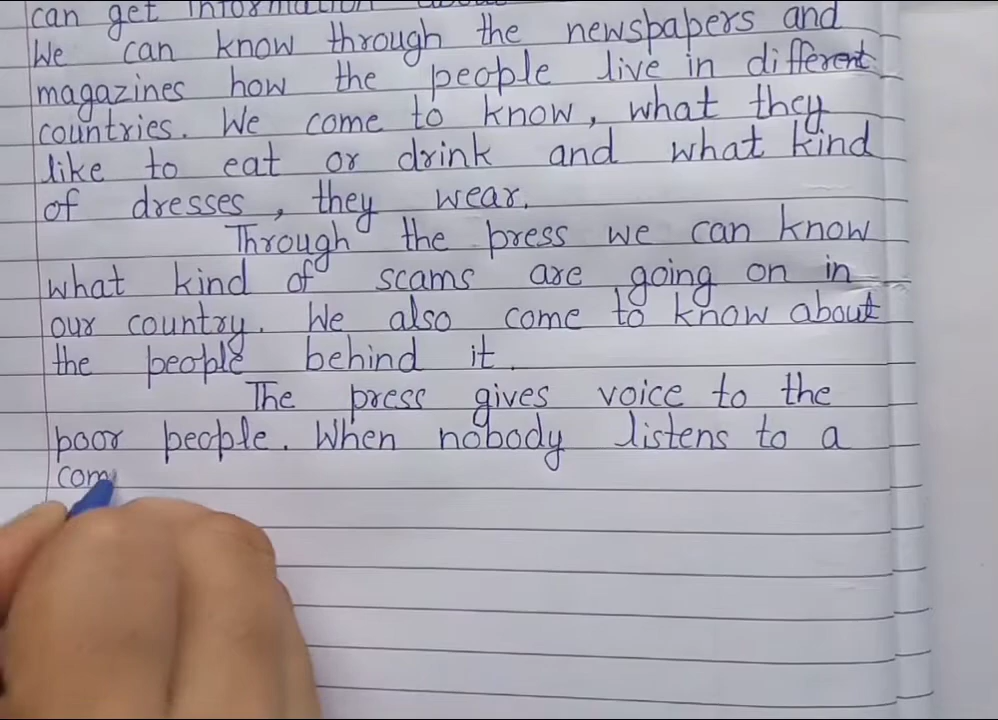 can get information about
We can know through the newspapers and
magazines how the people live in different
countries. We come to know, what they
like to eat or drink and what kind
of dresses, they wear.
Through the press we can know
what kind of scams are going on in
our country. We also come to know about
the people behind it.
The press gives voice to the
poor people. When nobody listens to a
com